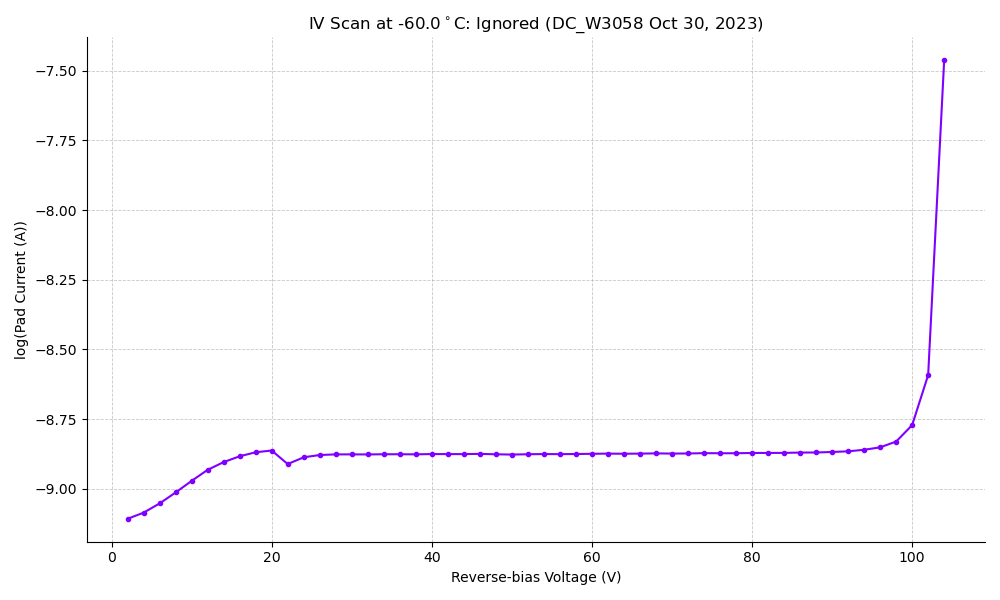 IV Scan at -60.0°C: Ignored (DC_W3058 Oct 30, 2023)
log(Pad Current (A))
−7.50
−7.75
−8.00
−8.25
−8.50
−8.75
−9.00
0 20 40 60 80 100
Reverse-bias Voltage (V)